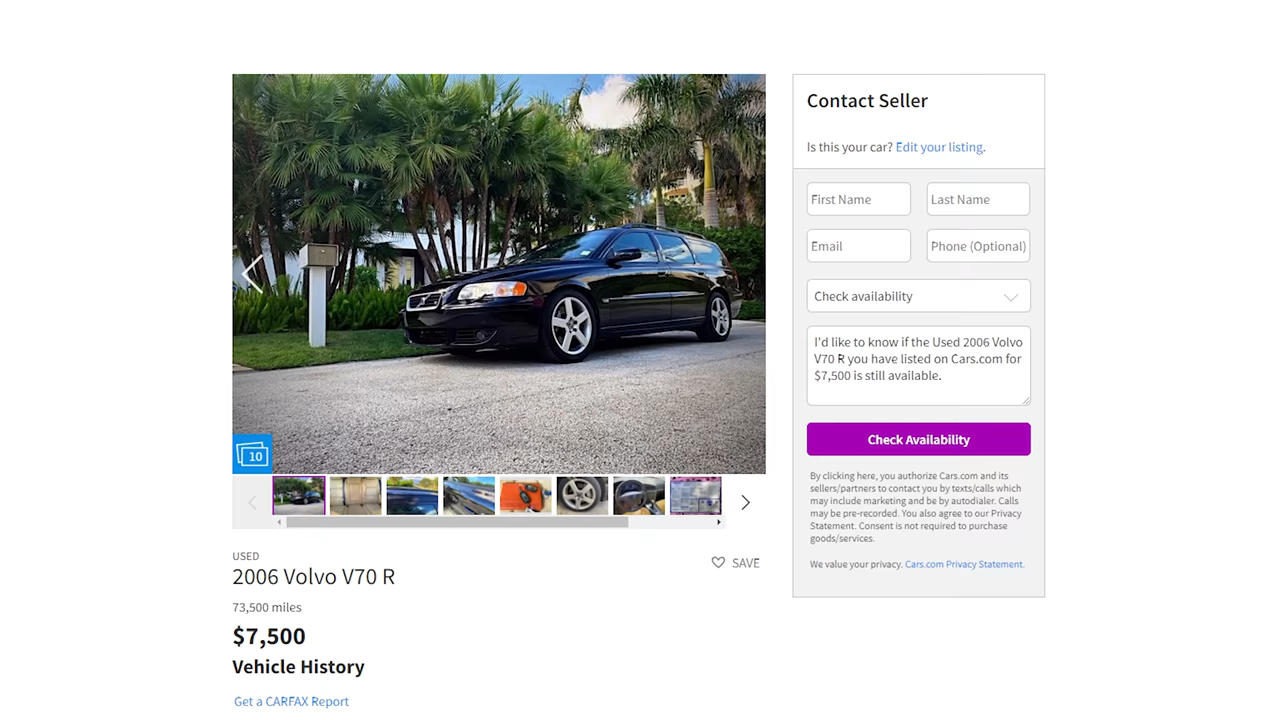 Contact Seller
Is this your car? Edit your listing.
First Name
Last Name
Email
Phone (Optional)
Check availability
I'd like to know if the Used 2006 Volvo
V70 R you have listed on Cars.com for
$7,500 is still available.
Check Availability
By clicking here, you authorize Cars.com and its
sellers/partners to contact you by texts/calls which
may include marketing and be by autodialer. Calls
may be pre-recorded. You also agree to our Privacy
Statement. Consent is not required to purchase
goods/services.
We value your privacy. Cars.com Privacy Statement.
10
USED
SAVE
2006 Volvo V70 R
73,500 miles
$7,500
Vehicle History
Get a CARFAX Report